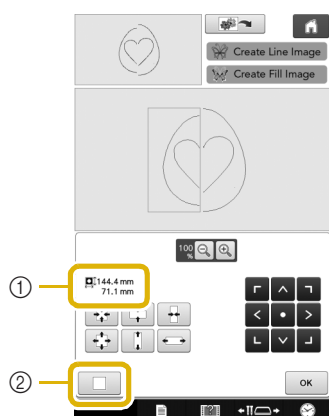 Create Line Image
Create Fill Image
100
%
① 144.4 mm
71.1 mm
②
OK